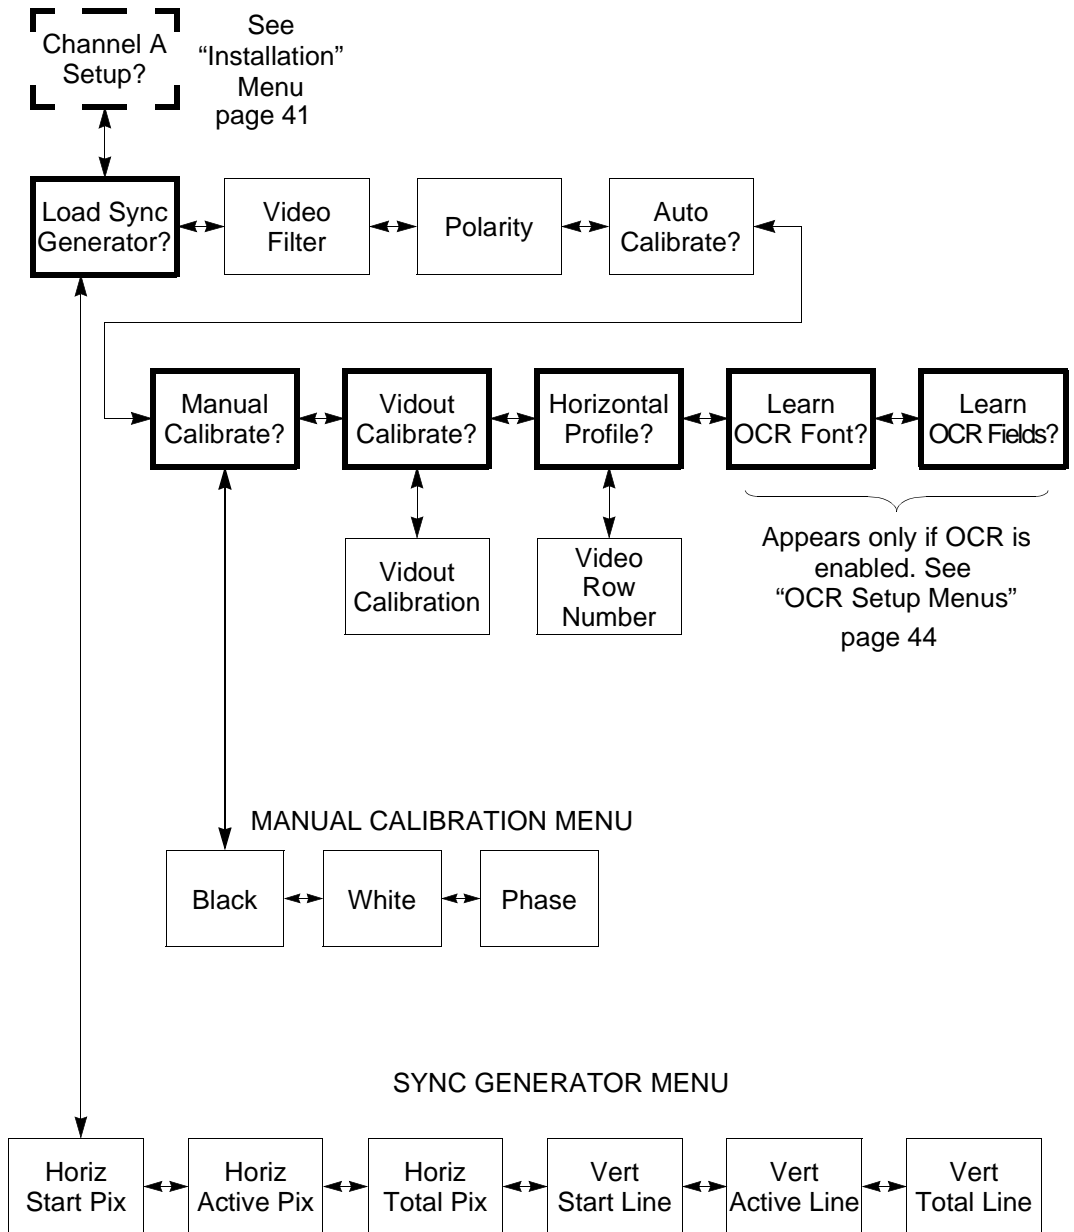 Channel A
Setup?
See
“Installation”
Menu
page 41
Load Sync
Generator?
Video
Filter
Polarity
Auto
Calibrate?
Manual
Calibrate?
Vidout
Calibrate?
Horizontal
Profile?
Learn
OCR Font?
Learn
OCR Fields?
Vidout
Calibration
Video
Row
Number
Appears only if OCR is
enabled. See
“OCR Setup Menus”
page 44
MANUAL CALIBRATION MENU
Black
White
Phase
SYNC GENERATOR MENU
Horiz
Start Pix
Horiz
Active Pix
Horiz
Total Pix
Vert
Start Line
Vert
Active Line
Vert
Total Line